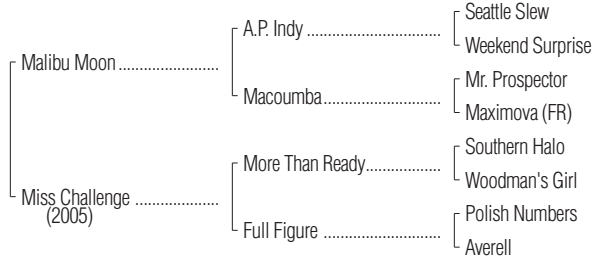 Seattle Slew
A.P. Indy
Weekend Surprise
Malibu Moon
Mr. Prospector
Macoumba
Maximova (FR)
Southern Halo
More Than Ready
Woodman's Girl
Miss Challenge
(2005)
Polish Numbers
Full Figure
Averell